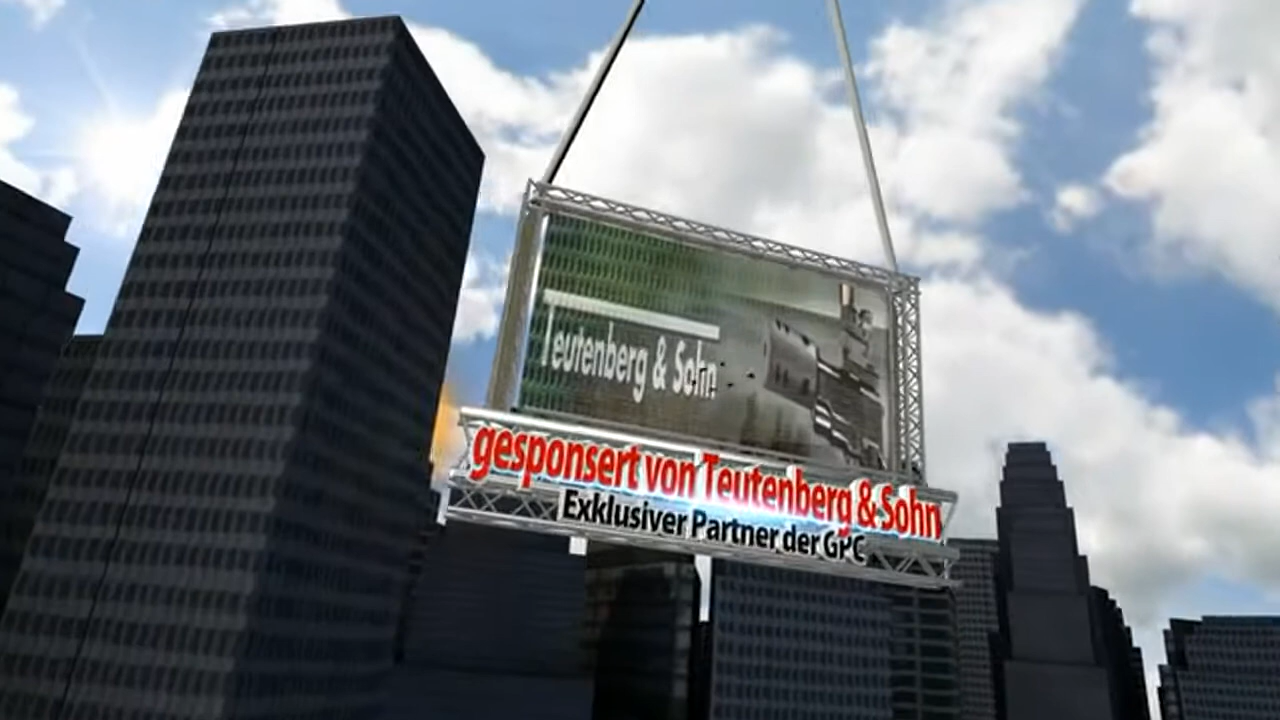 Teutenberg & Sohn
gesponsert von Teutenberg & Sohn
Exklusiver Partner der GPC